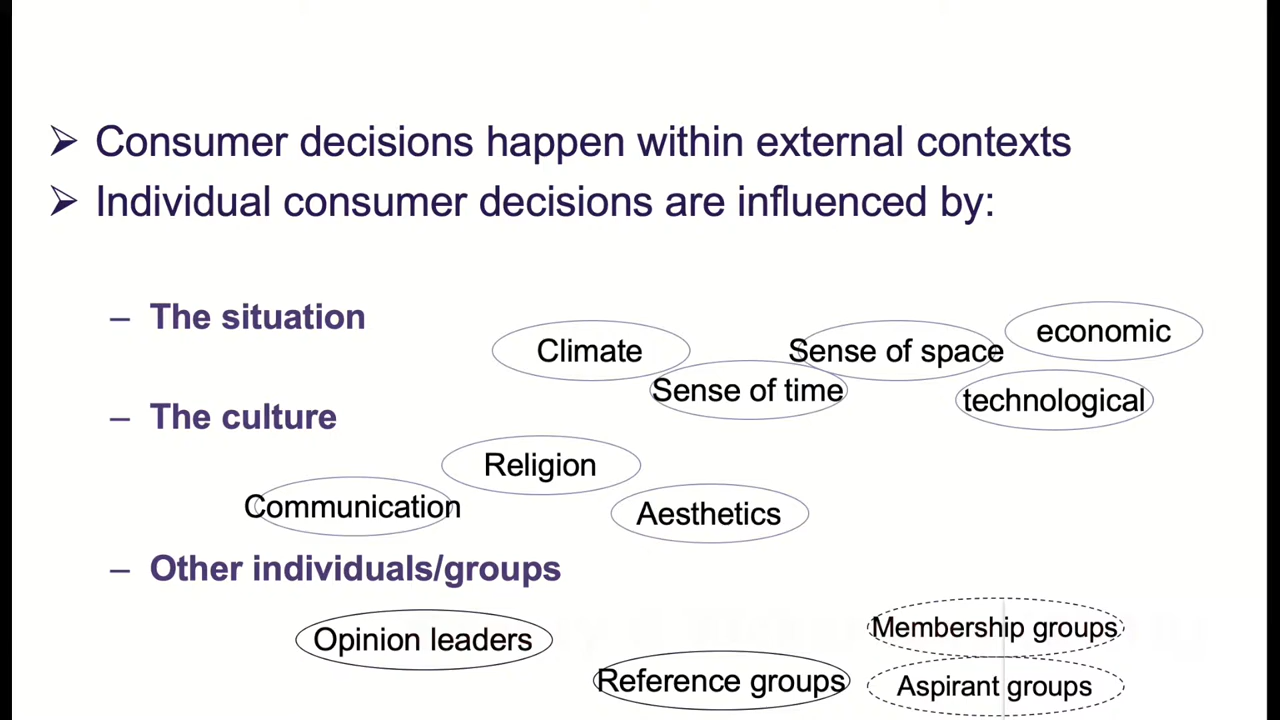 Consumer decisions happen within external contexts
Individual consumer decisions are influenced by:
– The situation
Climate
Sense of space
economic
Sense of time
technological
– The culture
Religion
Communication
Aesthetics
– Other individuals/groups
Opinion leaders
Membership groups
Reference groups
Aspirant groups